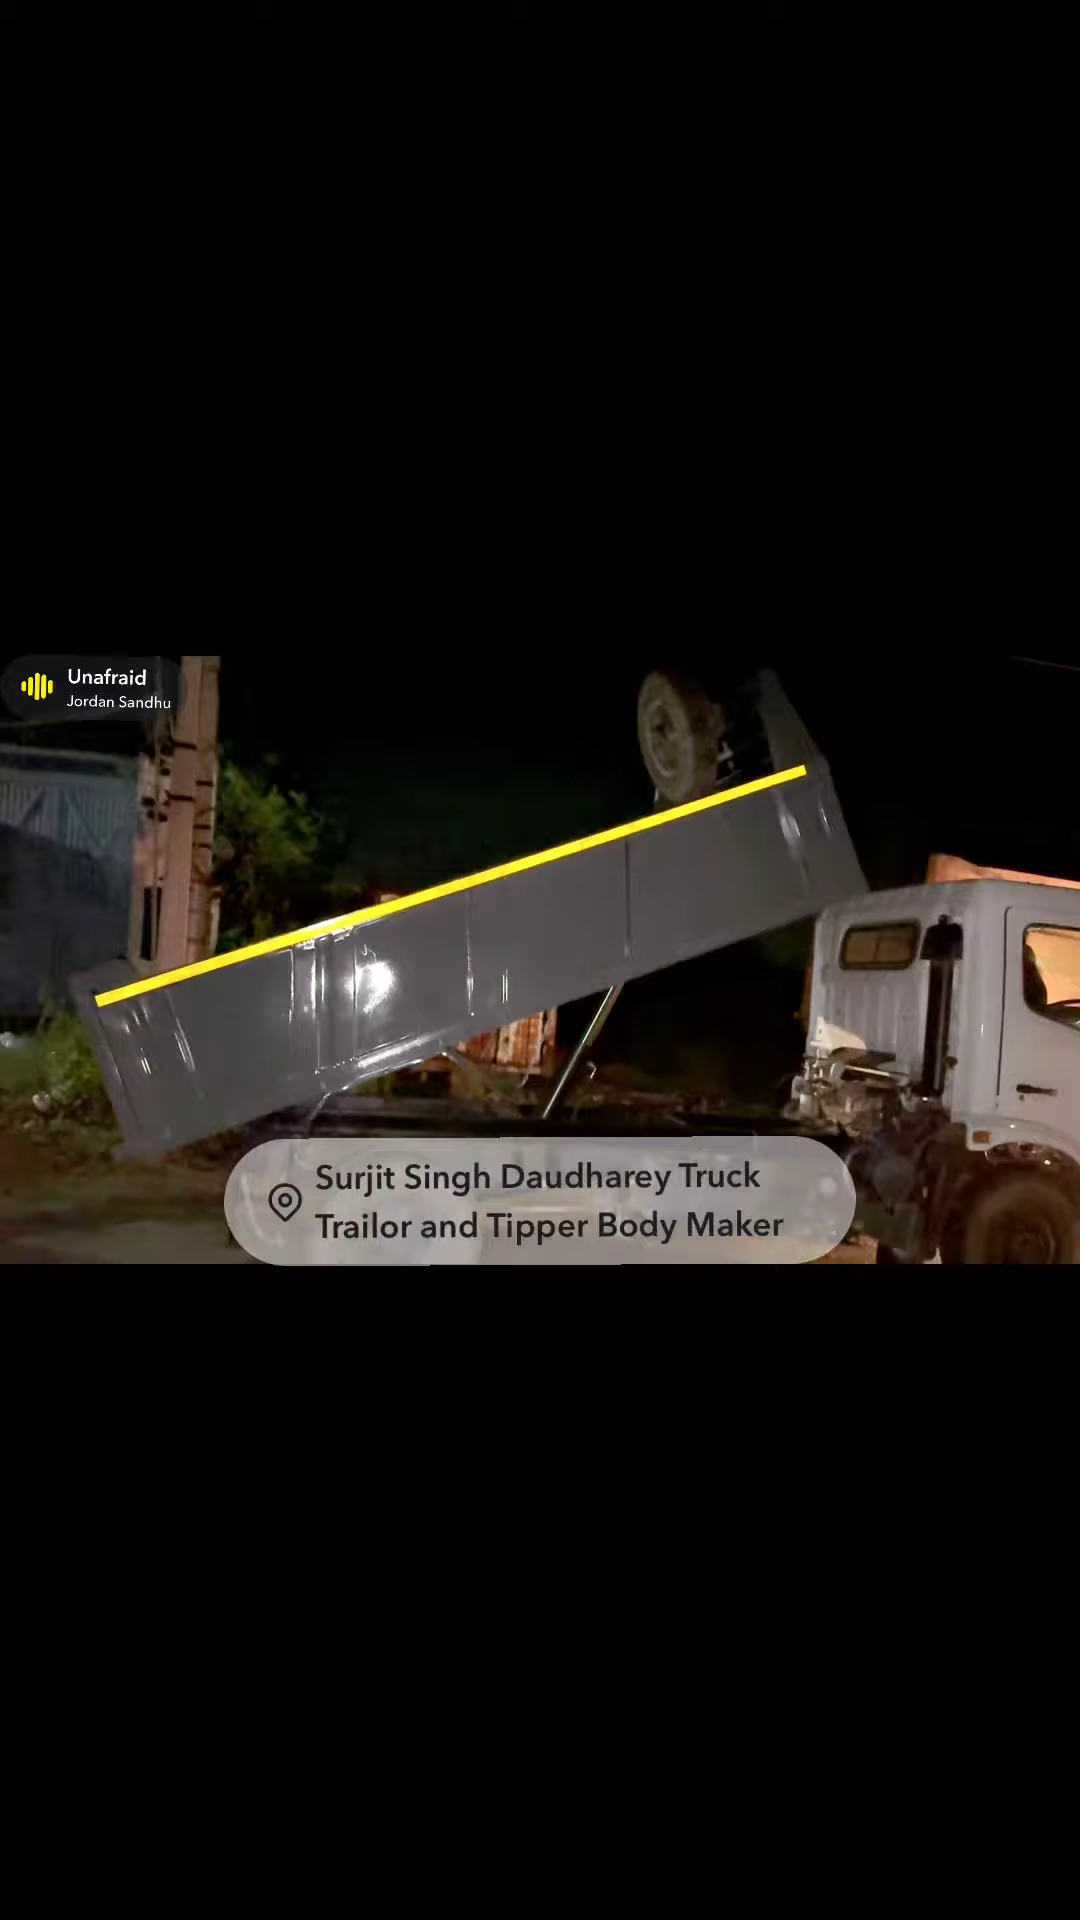 Unafraid
Jordan Sandhu
Surjit Singh Daudharey Truck
Trailor and Tipper Body Maker